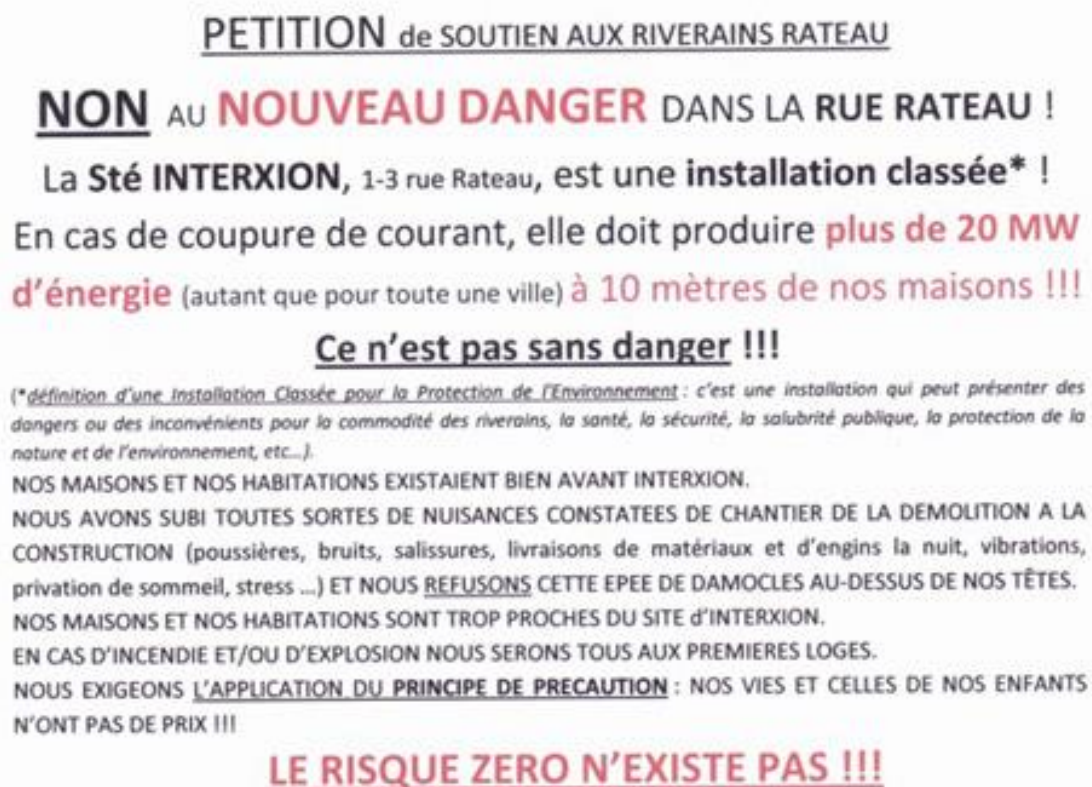 PETITION de SOUTIEN AUX RIVERAINS RATEAU
NON AU NOUVEAU DANGER DANS LA RUE RATEAU !
La Sté INTERXION, 1-3 rue Rateau, est une installation classée* !
En cas de coupure de courant, elle doit produire plus de 20 MW
d'énergie (autant que pour toute une ville) à 10 mètres de nos maisons !!!
Ce n'est pas sans danger !!!
(*définition d'une Installation Classée pour la Protection de l'Environnement : c'est une installation qui peut présenter des
dangers ou des inconvénients pour la commodité des riverains, la santé, la sécurité, la salubrité publique, la protection de la
nature et de l'environnement, etc...).
NOS MAISONS ET NOS HABITATIONS EXISTAIENT BIEN AVANT INTERXION.
NOUS AVONS SUBI TOUTES SORTES DE NUISANCES CONSTATEES DE CHANTIER DE LA DEMOLITION A LA
CONSTRUCTION (poussières, bruits, salissures, livraisons de matériaux et d'engins la nuit, vibrations,
privation de sommeil, stress ...) ET NOUS REFUSONS CETTE EPEE DE DAMOCLES AU-DESSUS DE NOS TÊTES.
NOS MAISONS ET NOS HABITATIONS SONT TROP PROCHES DU SITE d'INTERXION.
EN CAS D'INCENDIE ET/OU D'EXPLOSION NOUS SERONS TOUS AUX PREMIERES LOGES.
NOUS EXIGEONS L'APPLICATION DU PRINCIPE DE PRECAUTION : NOS VIES ET CELLES DE NOS ENFANTS
N'ONT PAS DE PRIX !!!
LE RISQUE ZERO N'EXISTE PAS !!!